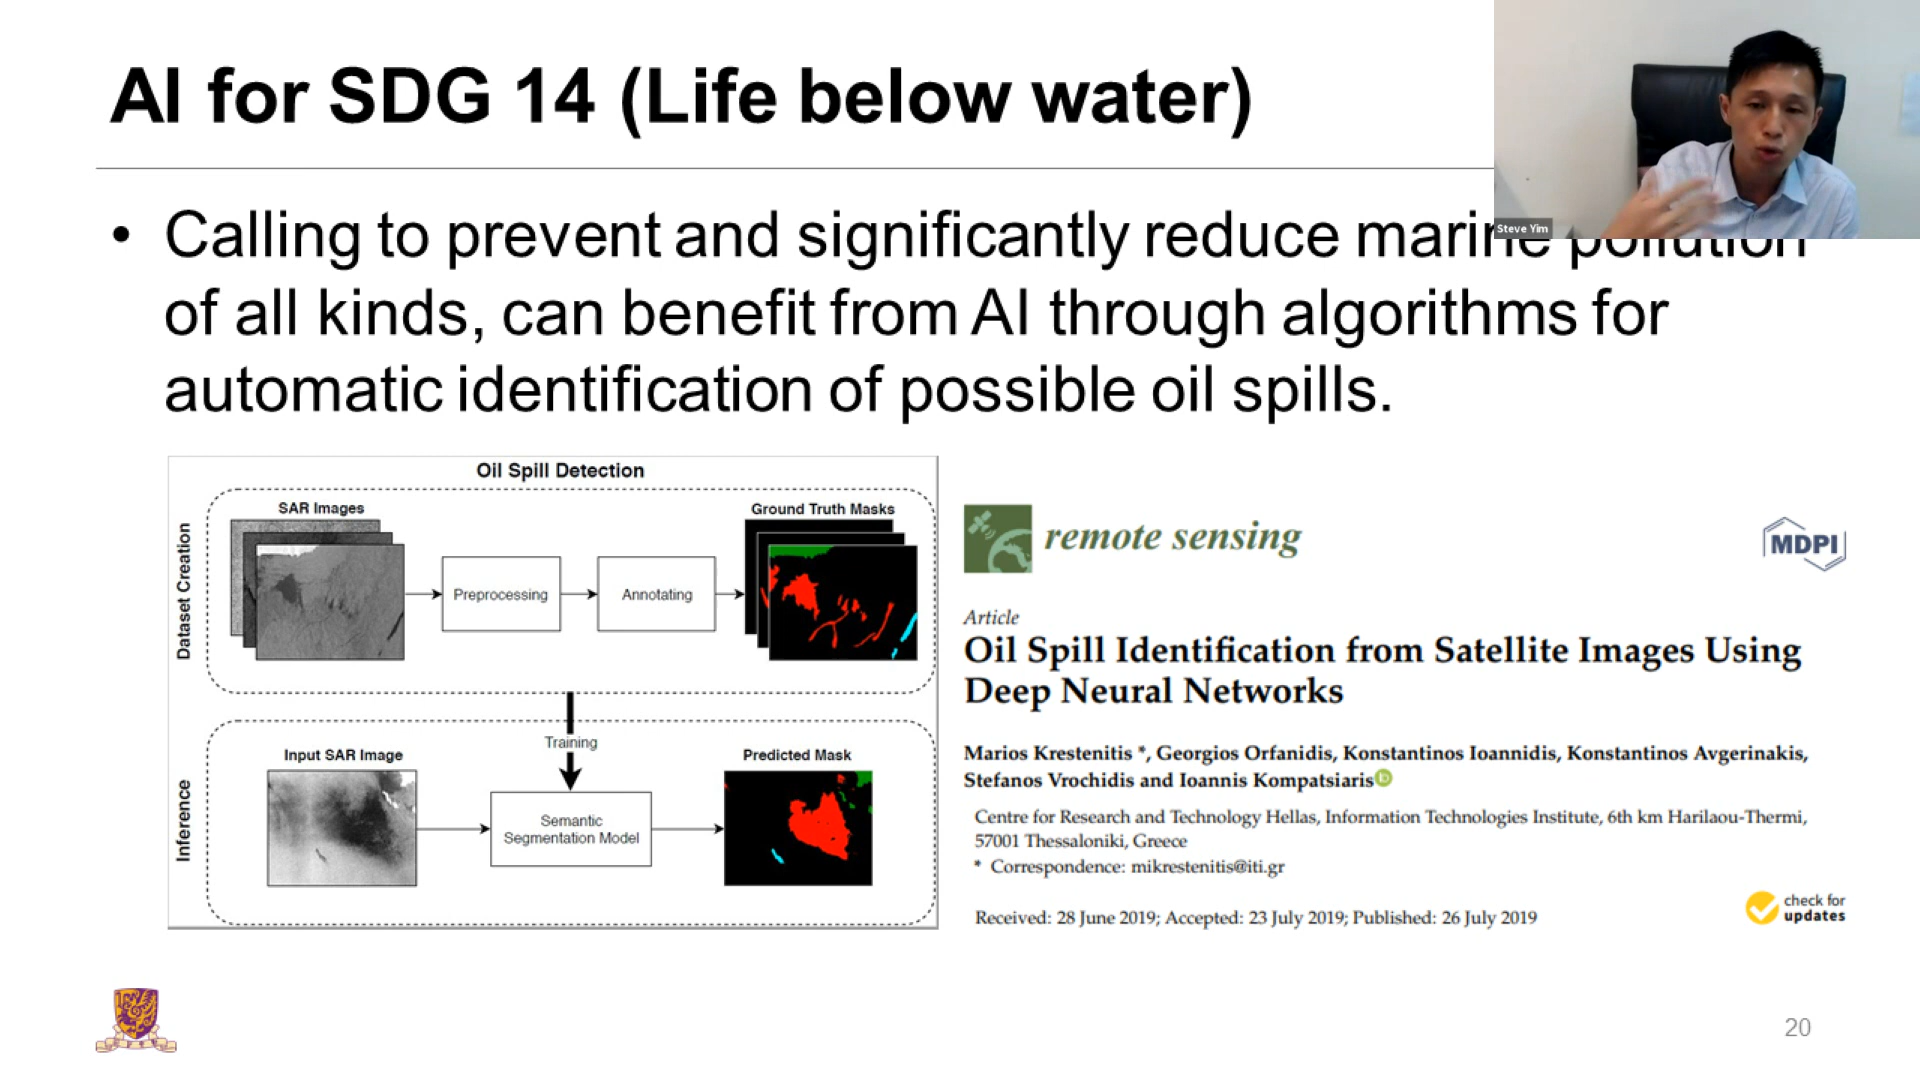 AI for SDG 14 (Life below water)
Steve Yim
• Calling to prevent and significantly reduce marine pollution
of all kinds, can benefit from AI through algorithms for
automatic identification of possible oil spills.
Oil Spill Detection
Dataset Creation
SAR Images
Preprocessing
Annotating
Ground Truth Masks
Training
Inference
Input SAR Image
Semantic
Segmentation Model
Predicted Mask
remote sensing
MDPI
Article
Oil Spill Identification from Satellite Images Using
Deep Neural Networks
Marios Krestenitis *, Georgios Orfanidis, Konstantinos Ioannidis, Konstantinos Avgerinakis,
Stefanos Vrochidis and Ioannis Kompatsiaris
Centre for Research and Technology Hellas, Information Technologies Institute, 6th km Harilaou-Thermi,
57001 Thessaloniki, Greece
* Correspondence: mikrestenitis@iti.gr
Received: 28 June 2019; Accepted: 23 July 2019; Published: 26 July 2019
check for
updates
20